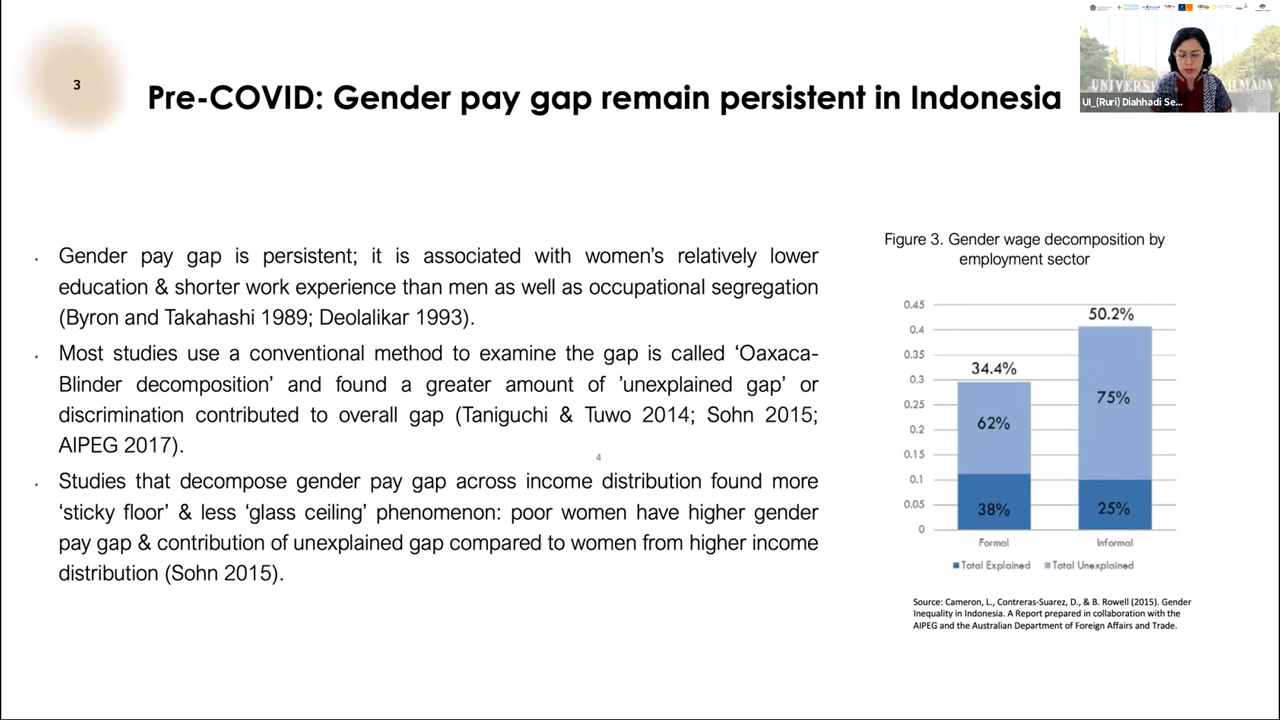 3
Pre-COVID: Gender pay gap remain persistent in Indonesia
UNIVERSI
UI_(Ruri) Diahhadi Se...
Gender pay gap is persistent; it is associated with women's relatively lower
education & shorter work experience than men as well as occupational segregation
(Byron and Takahashi 1989; Deolalikar 1993).
Most studies use a conventional method to examine the gap is called ‘Oaxaca-
Blinder decomposition’ and found a greater amount of ’unexplained gap’ or
discrimination contributed to overall gap (Taniguchi & Tuwo 2014; Sohn 2015;
AIPEG 2017).
4
Studies that decompose gender pay gap across income distribution found more
‘sticky floor’ & less ‘glass ceiling’ phenomenon: poor women have higher gender
pay gap & contribution of unexplained gap compared to women from higher income
distribution (Sohn 2015).
Figure 3. Gender wage decomposition by
employment sector
0.45
0.4
0.35
0.3
0.25
0.2
0.15
0.1
0.05
0
34.4%
62%
38%
50.2%
75%
25%
Formal
Informal
Total Explained
Total Unexplained
Source: Cameron, L., Contreras-Suarez, D., & B. Rowell (2015). Gender
Inequality in Indonesia. A Report prepared in collaboration with the
AIPEG and the Australian Department of Foreign Affairs and Trade.